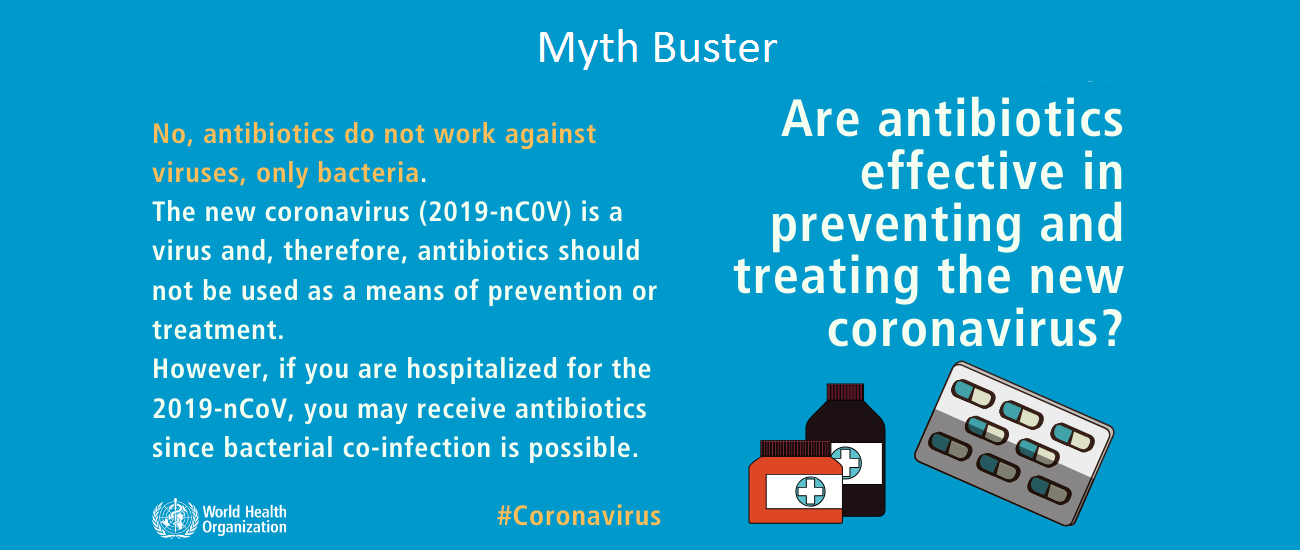 Myth Buster
Are antibiotics
effective in
preventing and
treating the new
coronavirus?
No, antibiotics do not work against
viruses, only bacteria.
The new coronavirus (2019-nC0V) is a
virus and, therefore, antibiotics should
not be used as a means of prevention or
treatment.
However, if you are hospitalized for the
2019-nCoV, you may receive antibiotics
since bacterial co-infection is possible.
World Health
Organization
#Coronavirus